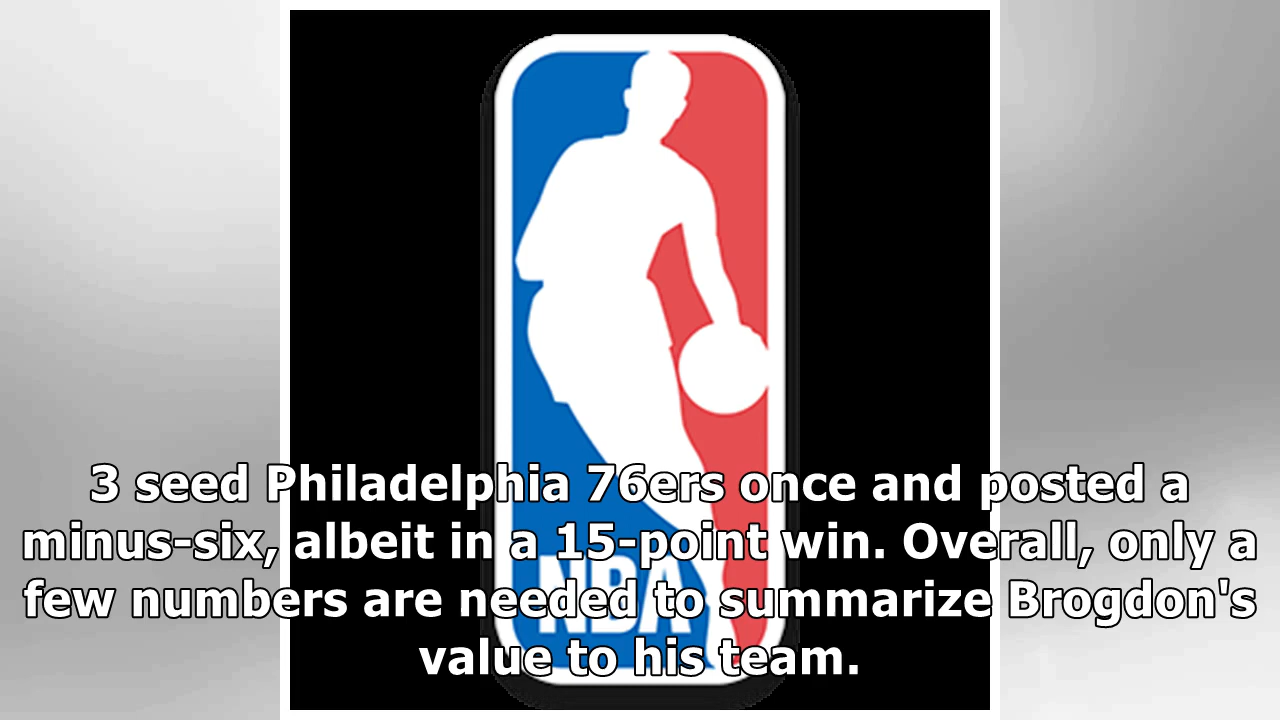 3 seed Philadelphia 76ers once and posted a
minus-six, albeit in a 15-point win. Overall, only a
few numbers are needed to summarize Brogdon's
value to his team.
NBA